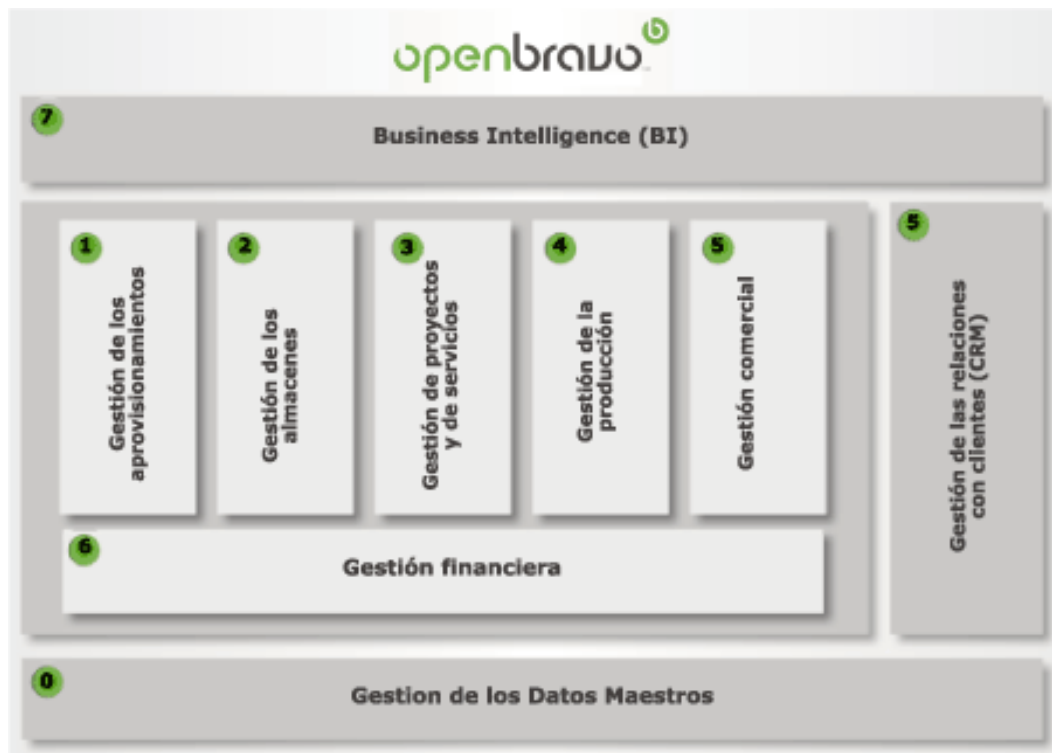 openbravo
7
Business Intelligence (BI)
1
Gestión de los
aprovisionamientos
2
Gestión de los
almacenes
3
Gestión de proyectos
y de servicios
4
Gestión de la
producción
5
Gestión comercial
5
Gestión de las relaciones
con clientes (CRM)
6
Gestión financiera
0
Gestion de los Datos Maestros